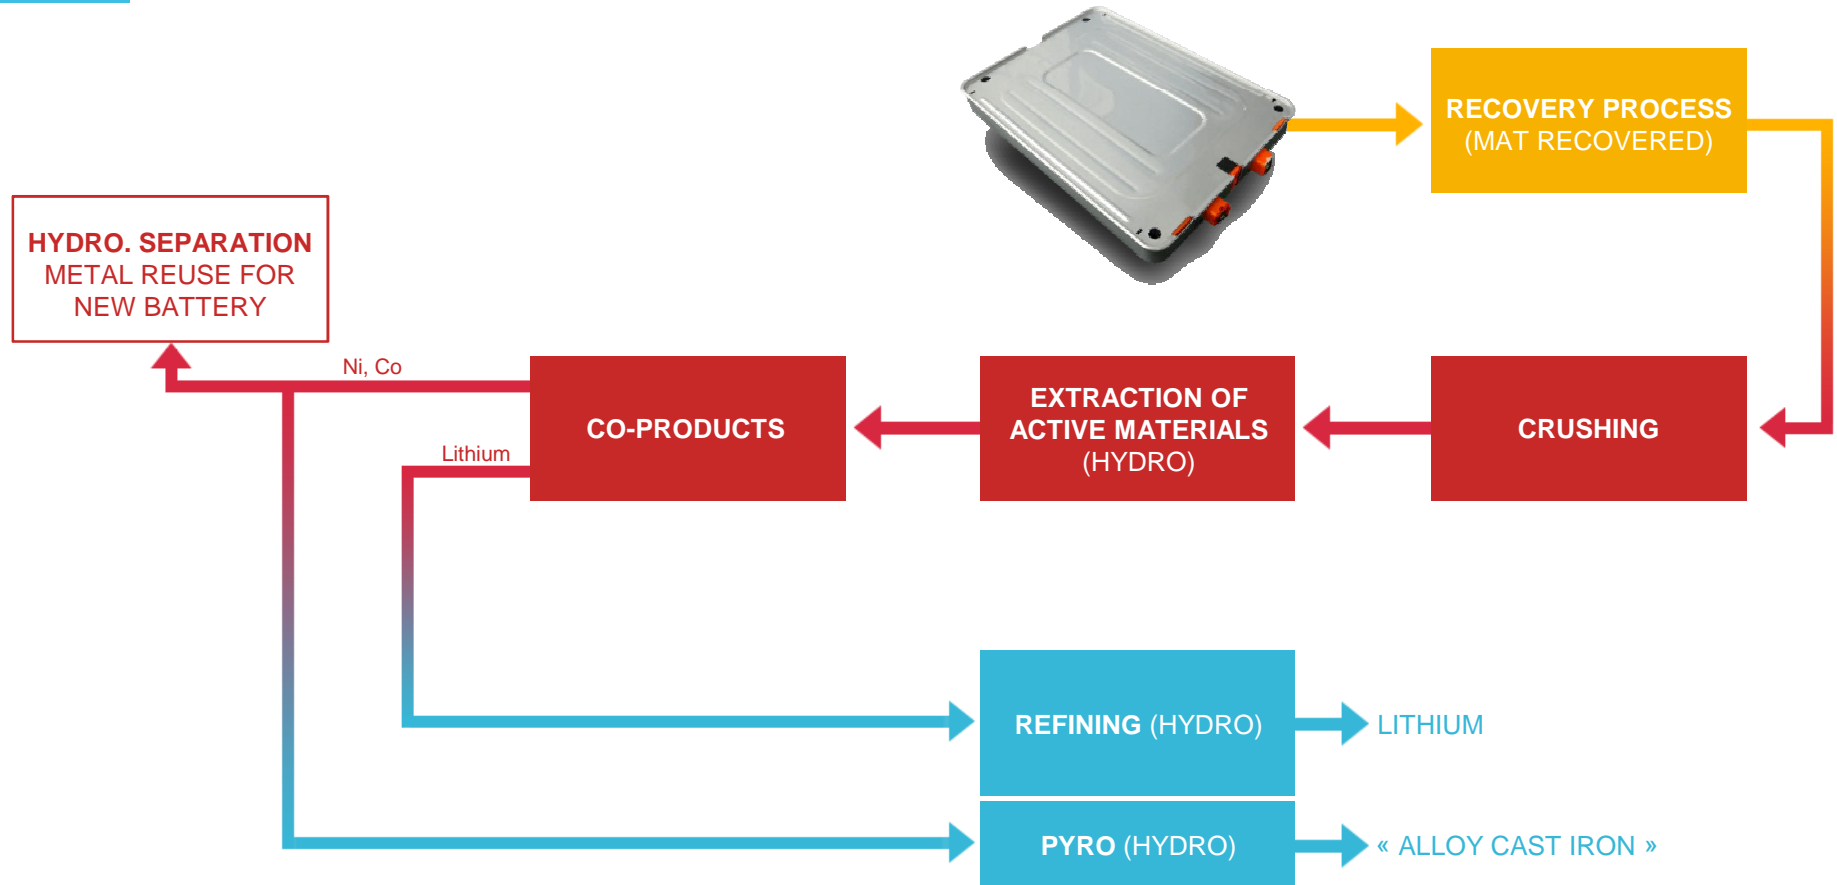 RECOVERY PROCESS
(MAT RECOVERED)
HYDRO. SEPARATION
METAL REUSE FOR
NEW BATTERY
Ni, Co
Lithium
CO-PRODUCTS
EXTRACTION OF
ACTIVE MATERIALS
(HYDRO)
CRUSHING
REFINING (HYDRO)
LITHIUM
PYRO (HYDRO)
« ALLOY CAST IRON »